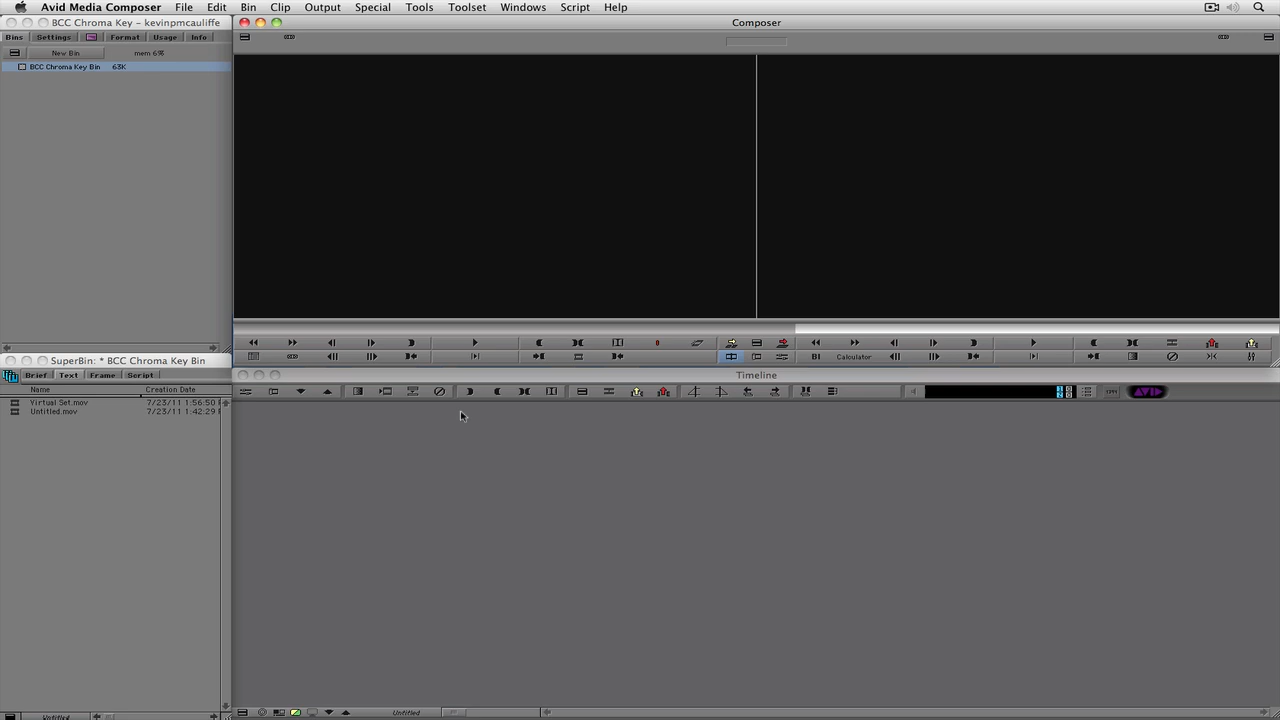 Avid Media Composer File Edit Bin Clip Output Special Tools Toolset Windows Script Help
BCC Chroma Key – kevinpmcauliffe
Composer
Bins Settings Format Usage Info
New Bin mem 6%
BCC Chroma Key Bin 63K
Calculator
SuperBin: * BCC Chroma Key Bin
Timeline
Brief Text Frame Script
Name Creation Date
Virtual Set.mov 7/23/11 1:56:50
Untitled.mov 7/23/11 1:42:29
AVID
Untitled
Untitled